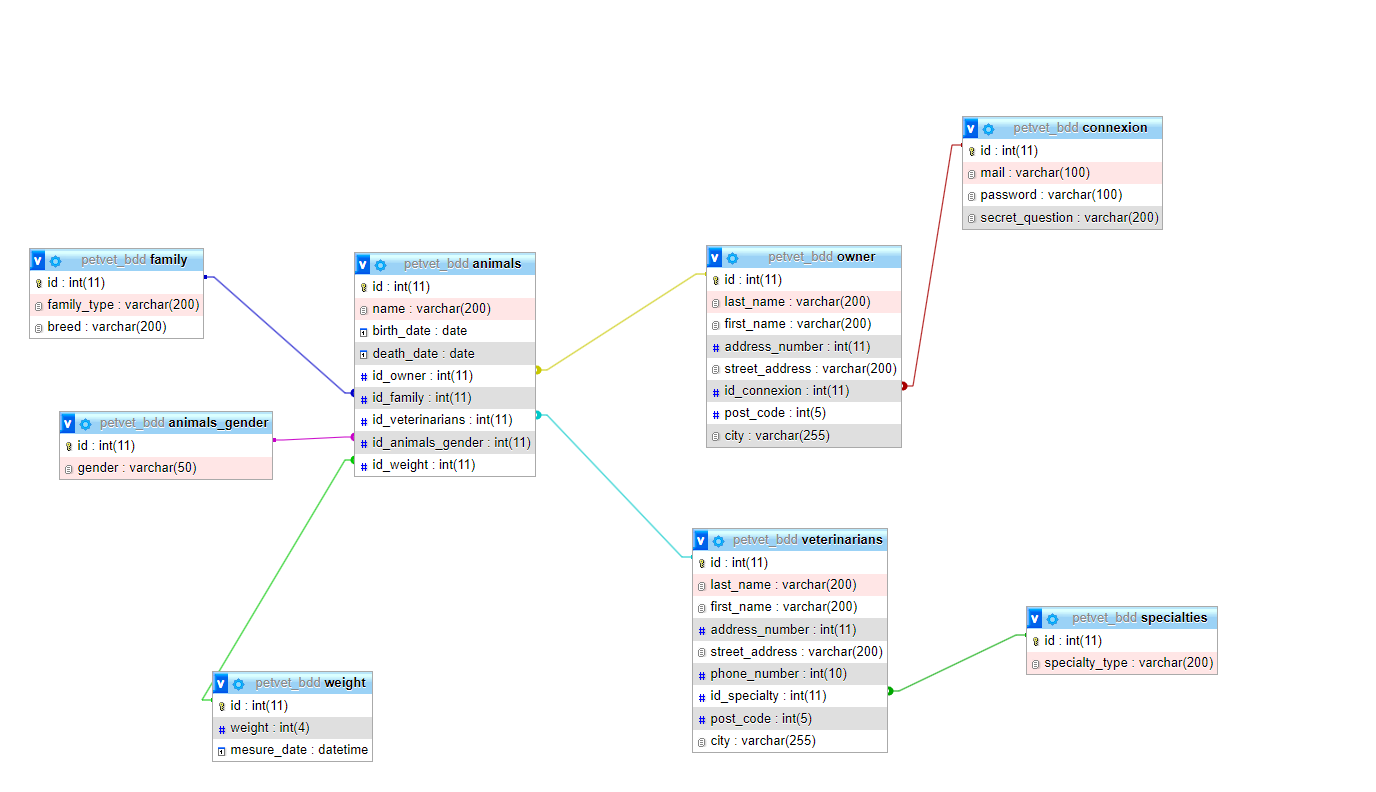 petvet_bdd connexion
id : int(11)
mail : varchar(100)
password : varchar(100)
secret_question : varchar(200)
petvet_bdd family
id : int(11)
family_type : varchar(200)
breed : varchar(200)
petvet_bdd animals
id : int(11)
name : varchar(200)
birth_date : date
death_date : date
id_owner : int(11)
id_family : int(11)
id_veterinarians : int(11)
id_animals_gender : int(11)
id_weight : int(11)
petvet_bdd owner
id : int(11)
last_name : varchar(200)
first_name : varchar(200)
address_number : int(11)
street_address : varchar(200)
id_connexion : int(11)
post_code : int(5)
city : varchar(255)
petvet_bdd animals_gender
id : int(11)
gender : varchar(50)
petvet_bdd veterinarians
id : int(11)
last_name : varchar(200)
first_name : varchar(200)
address_number : int(11)
street_address : varchar(200)
phone_number : int(10)
id_specialty : int(11)
post_code : int(5)
city : varchar(255)
petvet_bdd specialties
id : int(11)
specialty_type : varchar(200)
petvet_bdd weight
id : int(11)
weight : int(4)
mesure_date : datetime